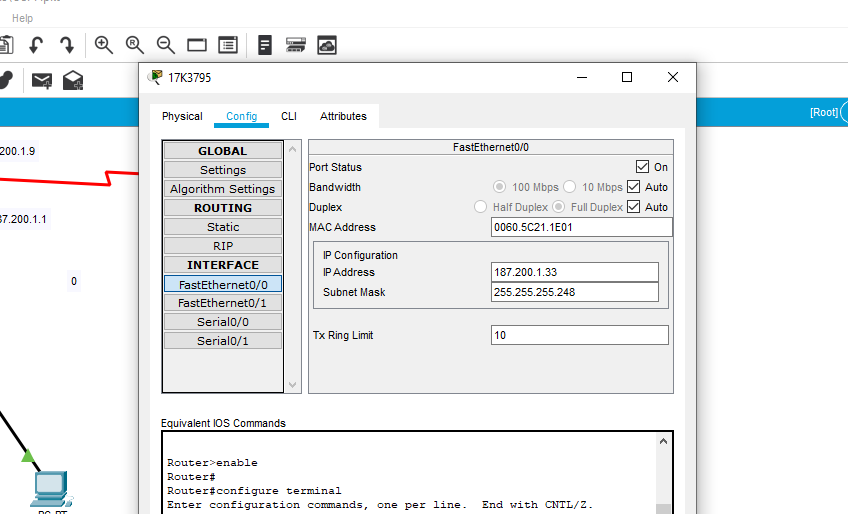 Help
17K3795
Physical Config CLI Attributes
[Root]
200.1.9
37.200.1.1
0
GLOBAL
Settings
Algorithm Settings
ROUTING
Static
RIP
INTERFACE
FastEthernet0/0
FastEthernet0/1
Serial0/0
Serial0/1
FastEthernet0/0
Port Status On
Bandwidth 100 Mbps 10 Mbps Auto
Duplex Half Duplex Full Duplex Auto
MAC Address 0060.5C21.1E01
IP Configuration
IP Address 187.200.1.33
Subnet Mask 255.255.255.248
Tx Ring Limit 10
Equivalent IOS Commands
Router>enable
Router#
Router#configure terminal
Enter configuration commands, one per line. End with CNTL/Z.